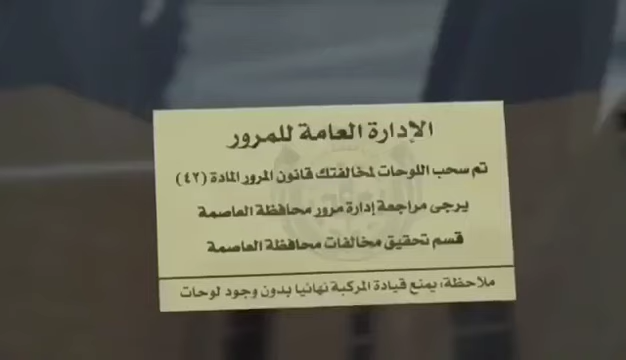 الإدارة العامة للمرور
تم سحب اللوحات لمخالفتك قانون المرور المادة (٤٢)
يرجى مراجعة إدارة مرور محافظة العاصمة
قسم تحقيق مخالفات محافظة العاصمة
ملاحظة: يمنع قيادة المركبة نهائيا بدون وجود لوحات